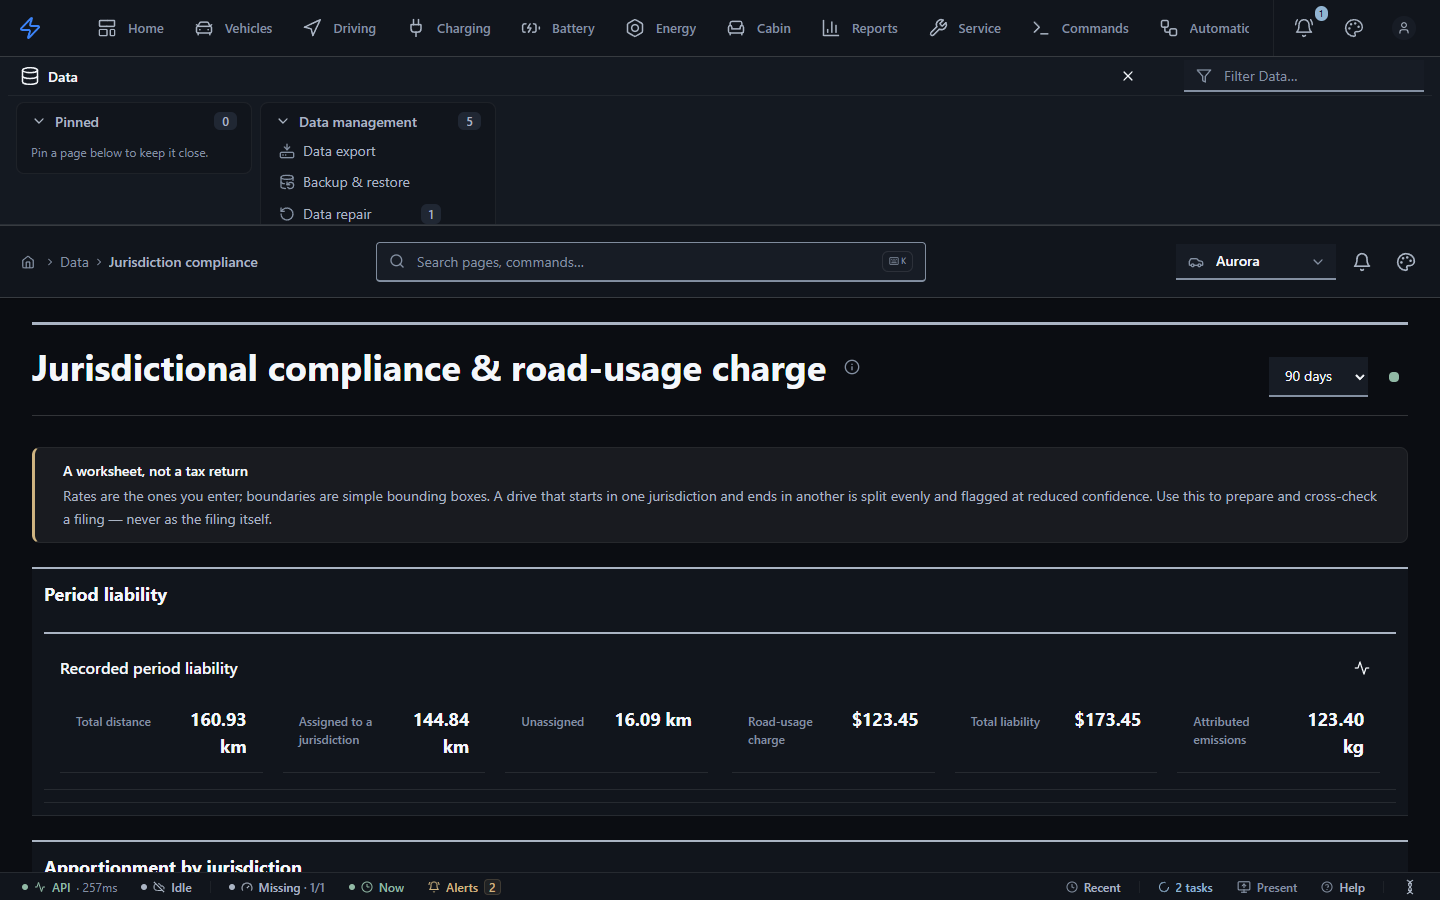 Home
Vehicles
Driving
Charging
Battery
Energy
Cabin
Reports
Service
Commands
Automatic
1
Data
Filter Data...
Pinned 0
Pin a page below to keep it close.
Data management 5
Data export
Backup & restore
Data repair 1
Data
Jurisdiction compliance
Search pages, commands...
K
Aurora
Jurisdictional compliance & road-usage charge
90 days
A worksheet, not a tax return
Rates are the ones you enter; boundaries are simple bounding boxes. A drive that starts in one jurisdiction and ends in another is split evenly and flagged at reduced confidence. Use this to prepare and cross-check
a filing — never as the filing itself.
Period liability
Recorded period liability
Total distance
160.93
km
Assigned to a
jurisdiction
144.84
km
Unassigned
16.09 km
Road-usage
charge
$123.45
Total liability
$173.45
Attributed
emissions
123.40
kg
Apportionment by jurisdiction
API · 257ms
Idle
Missing · 1/1
Now
Alerts 2
Recent
2 tasks
Present
Help